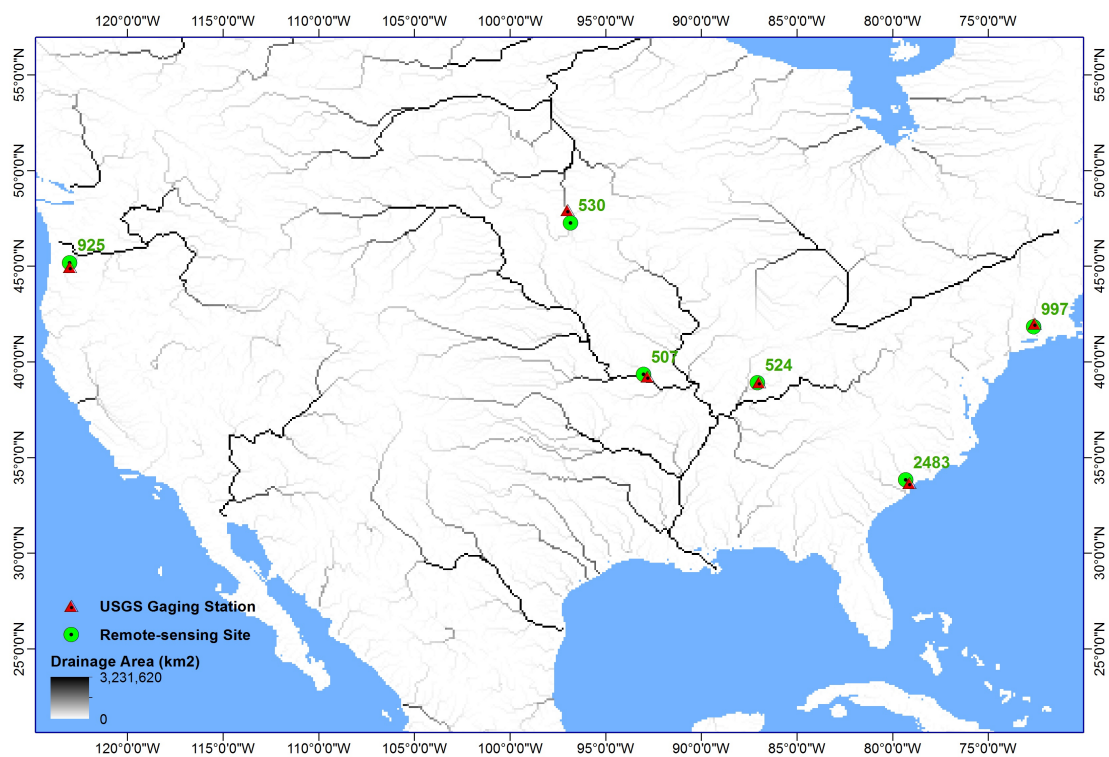 120°0'0"W 115°0'0"W 110°0'0"W 105°0'0"W 100°0'0"W 95°0'0"W 90°0'0"W 85°0'0"W 80°0'0"W 75°0'0"W
55°0'0"N 55°0'0"N
50°0'0"N 50°0'0"N
45°0'0"N 45°0'0"N
40°0'0"N 40°0'0"N
35°0'0"N 35°0'0"N
30°0'0"N 30°0'0"N
25°0'0"N 25°0'0"N
530
925
997
507
524
2483
USGS Gaging Station
Remote-sensing Site
Drainage Area (km2)
3,231,620
0
120°0'0"W 115°0'0"W 110°0'0"W 105°0'0"W 100°0'0"W 95°0'0"W 90°0'0"W 85°0'0"W 80°0'0"W 75°0'0"W